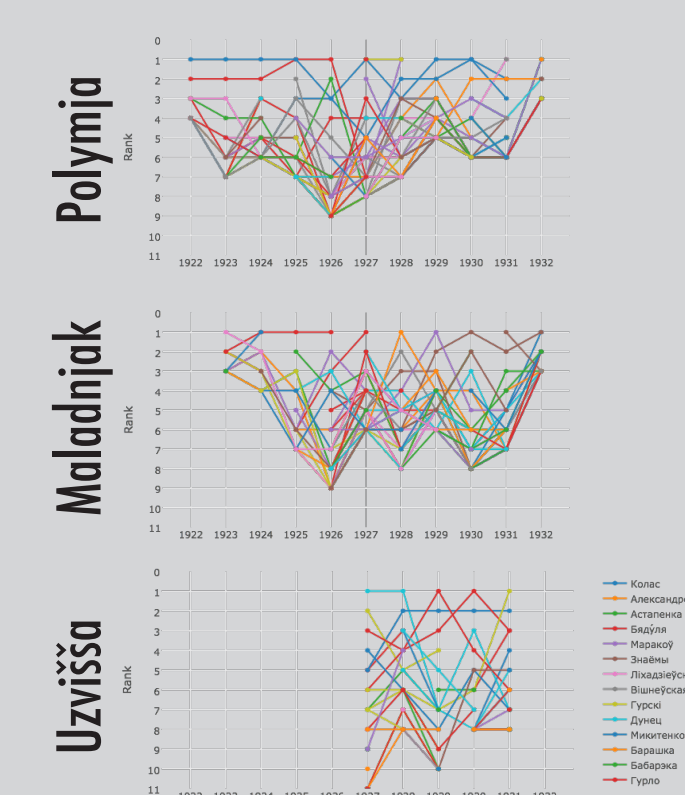 Polymja
Rank
0
1
2
3
4
5
6
7
8
9
10
11
1922 1923 1924 1925 1926 1927 1928 1929 1930 1931 1932
Maladnjak
Rank
0
1
2
3
4
5
6
7
8
9
10
11
1922 1923 1924 1925 1926 1927 1928 1929 1930 1931 1932
Uzvišša
Rank
0
1
2
3
4
5
6
7
8
9
10
11
Колас
Александро
Астапенка
Бядуля
Маракоў
Знаёмы
Ліхадзіеўск
Вішнеўская
Гурскі
Дунец
Микитенко
Барашка
Бабарэка
Гурло